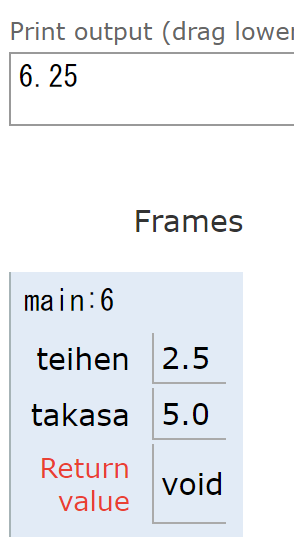 Print output (drag lower
6.25
Frames
main:6
teihen 2.5
takasa 5.0
Return
value void